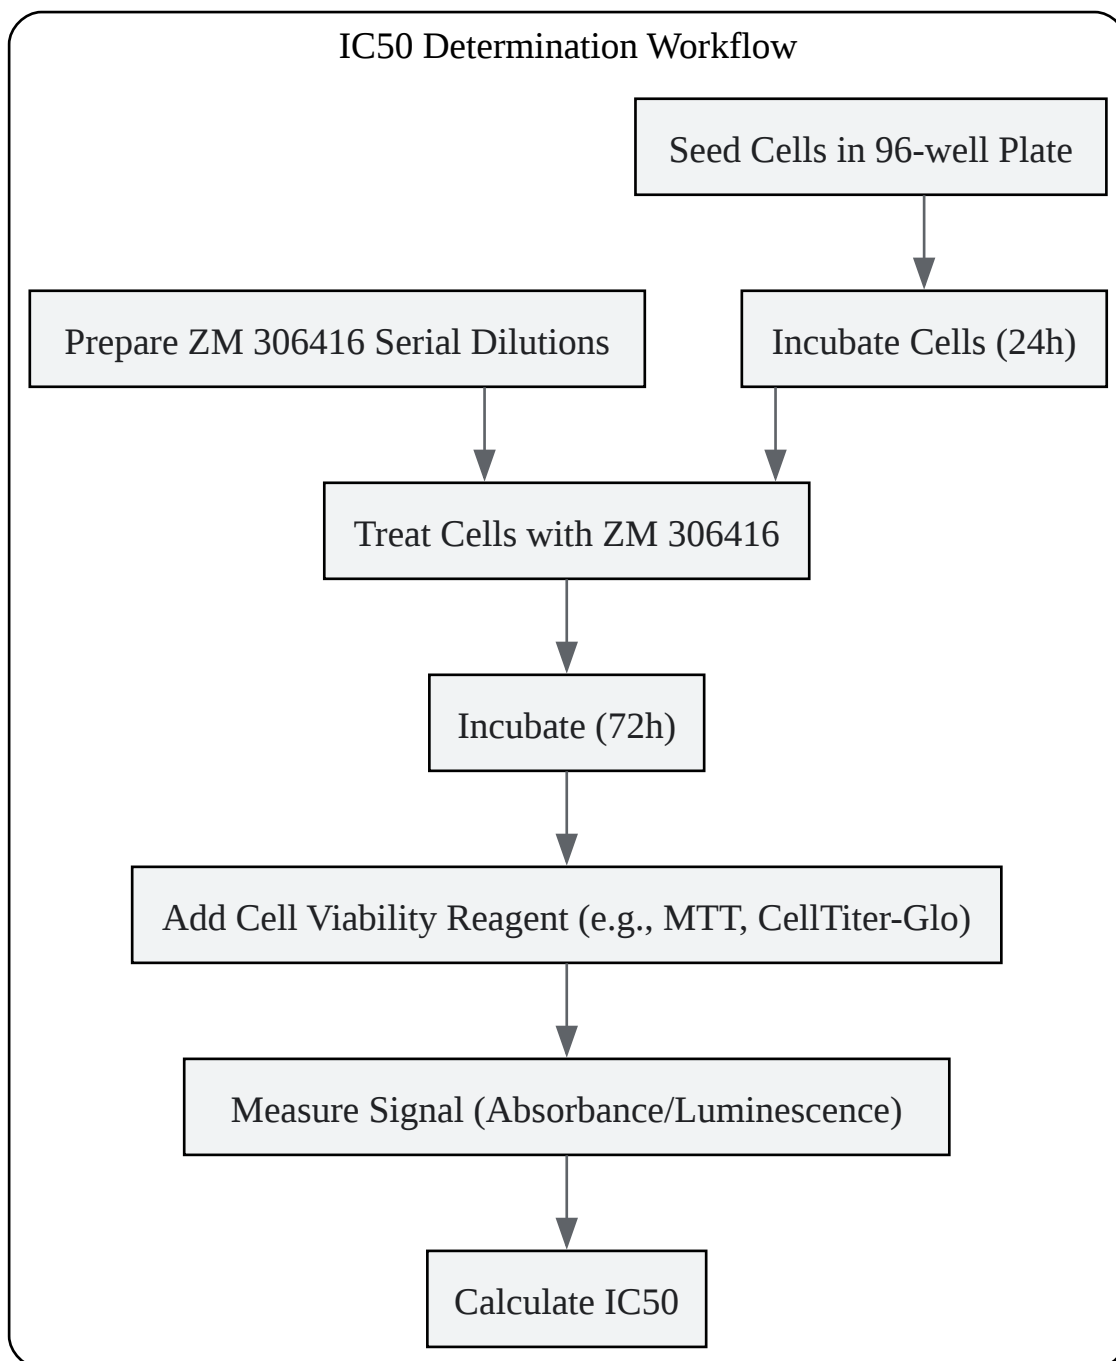 IC50 Determination Workflow
Seed Cells in 96-well Plate
Prepare ZM 306416 Serial Dilutions
Incubate Cells (24h)
Treat Cells with ZM 306416
Incubate (72h)
Add Cell Viability Reagent (e.g., MTT, CellTiter-Glo)
Measure Signal (Absorbance/Luminescence)
Calculate IC50